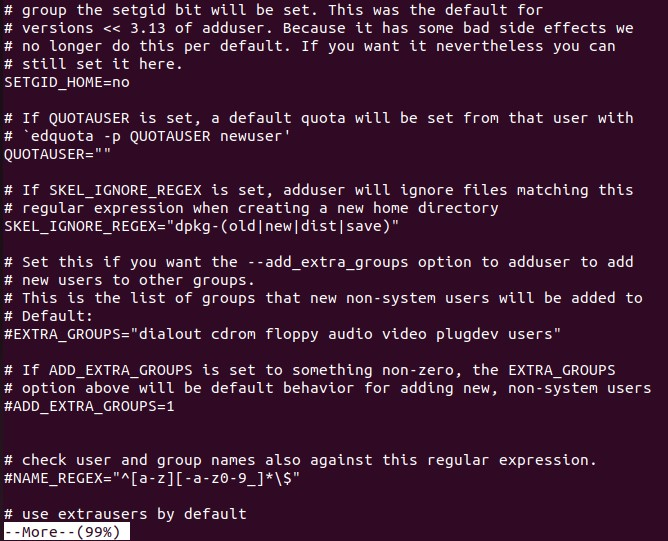 # group the setgid bit will be set. This was the default for
# versions << 3.13 of adduser. Because it has some bad side effects we
# no longer do this per default. If you want it nevertheless you can
# still set it here.
SETGID_HOME=no
# If QUOTAUSER is set, a default quota will be set from that user with
# `edquota -p QUOTAUSER newuser'
QUOTAUSER=""
# If SKEL_IGNORE_REGEX is set, adduser will ignore files matching this
# regular expression when creating a new home directory
SKEL_IGNORE_REGEX="dpkg-(old|new|dist|save)"
# Set this if you want the --add_extra_groups option to adduser to add
# new users to other groups.
# This is the list of groups that new non-system users will be added to
# Default:
#EXTRA_GROUPS="dialout cdrom floppy audio video plugdev users"
# If ADD_EXTRA_GROUPS is set to something non-zero, the EXTRA_GROUPS
# option above will be default behavior for adding new, non-system users
#ADD_EXTRA_GROUPS=1
# check user and group names also against this regular expression.
#NAME_REGEX="^[a-z][-a-z0-9_]*\$"
# use extrausers by default
--More--(99%)